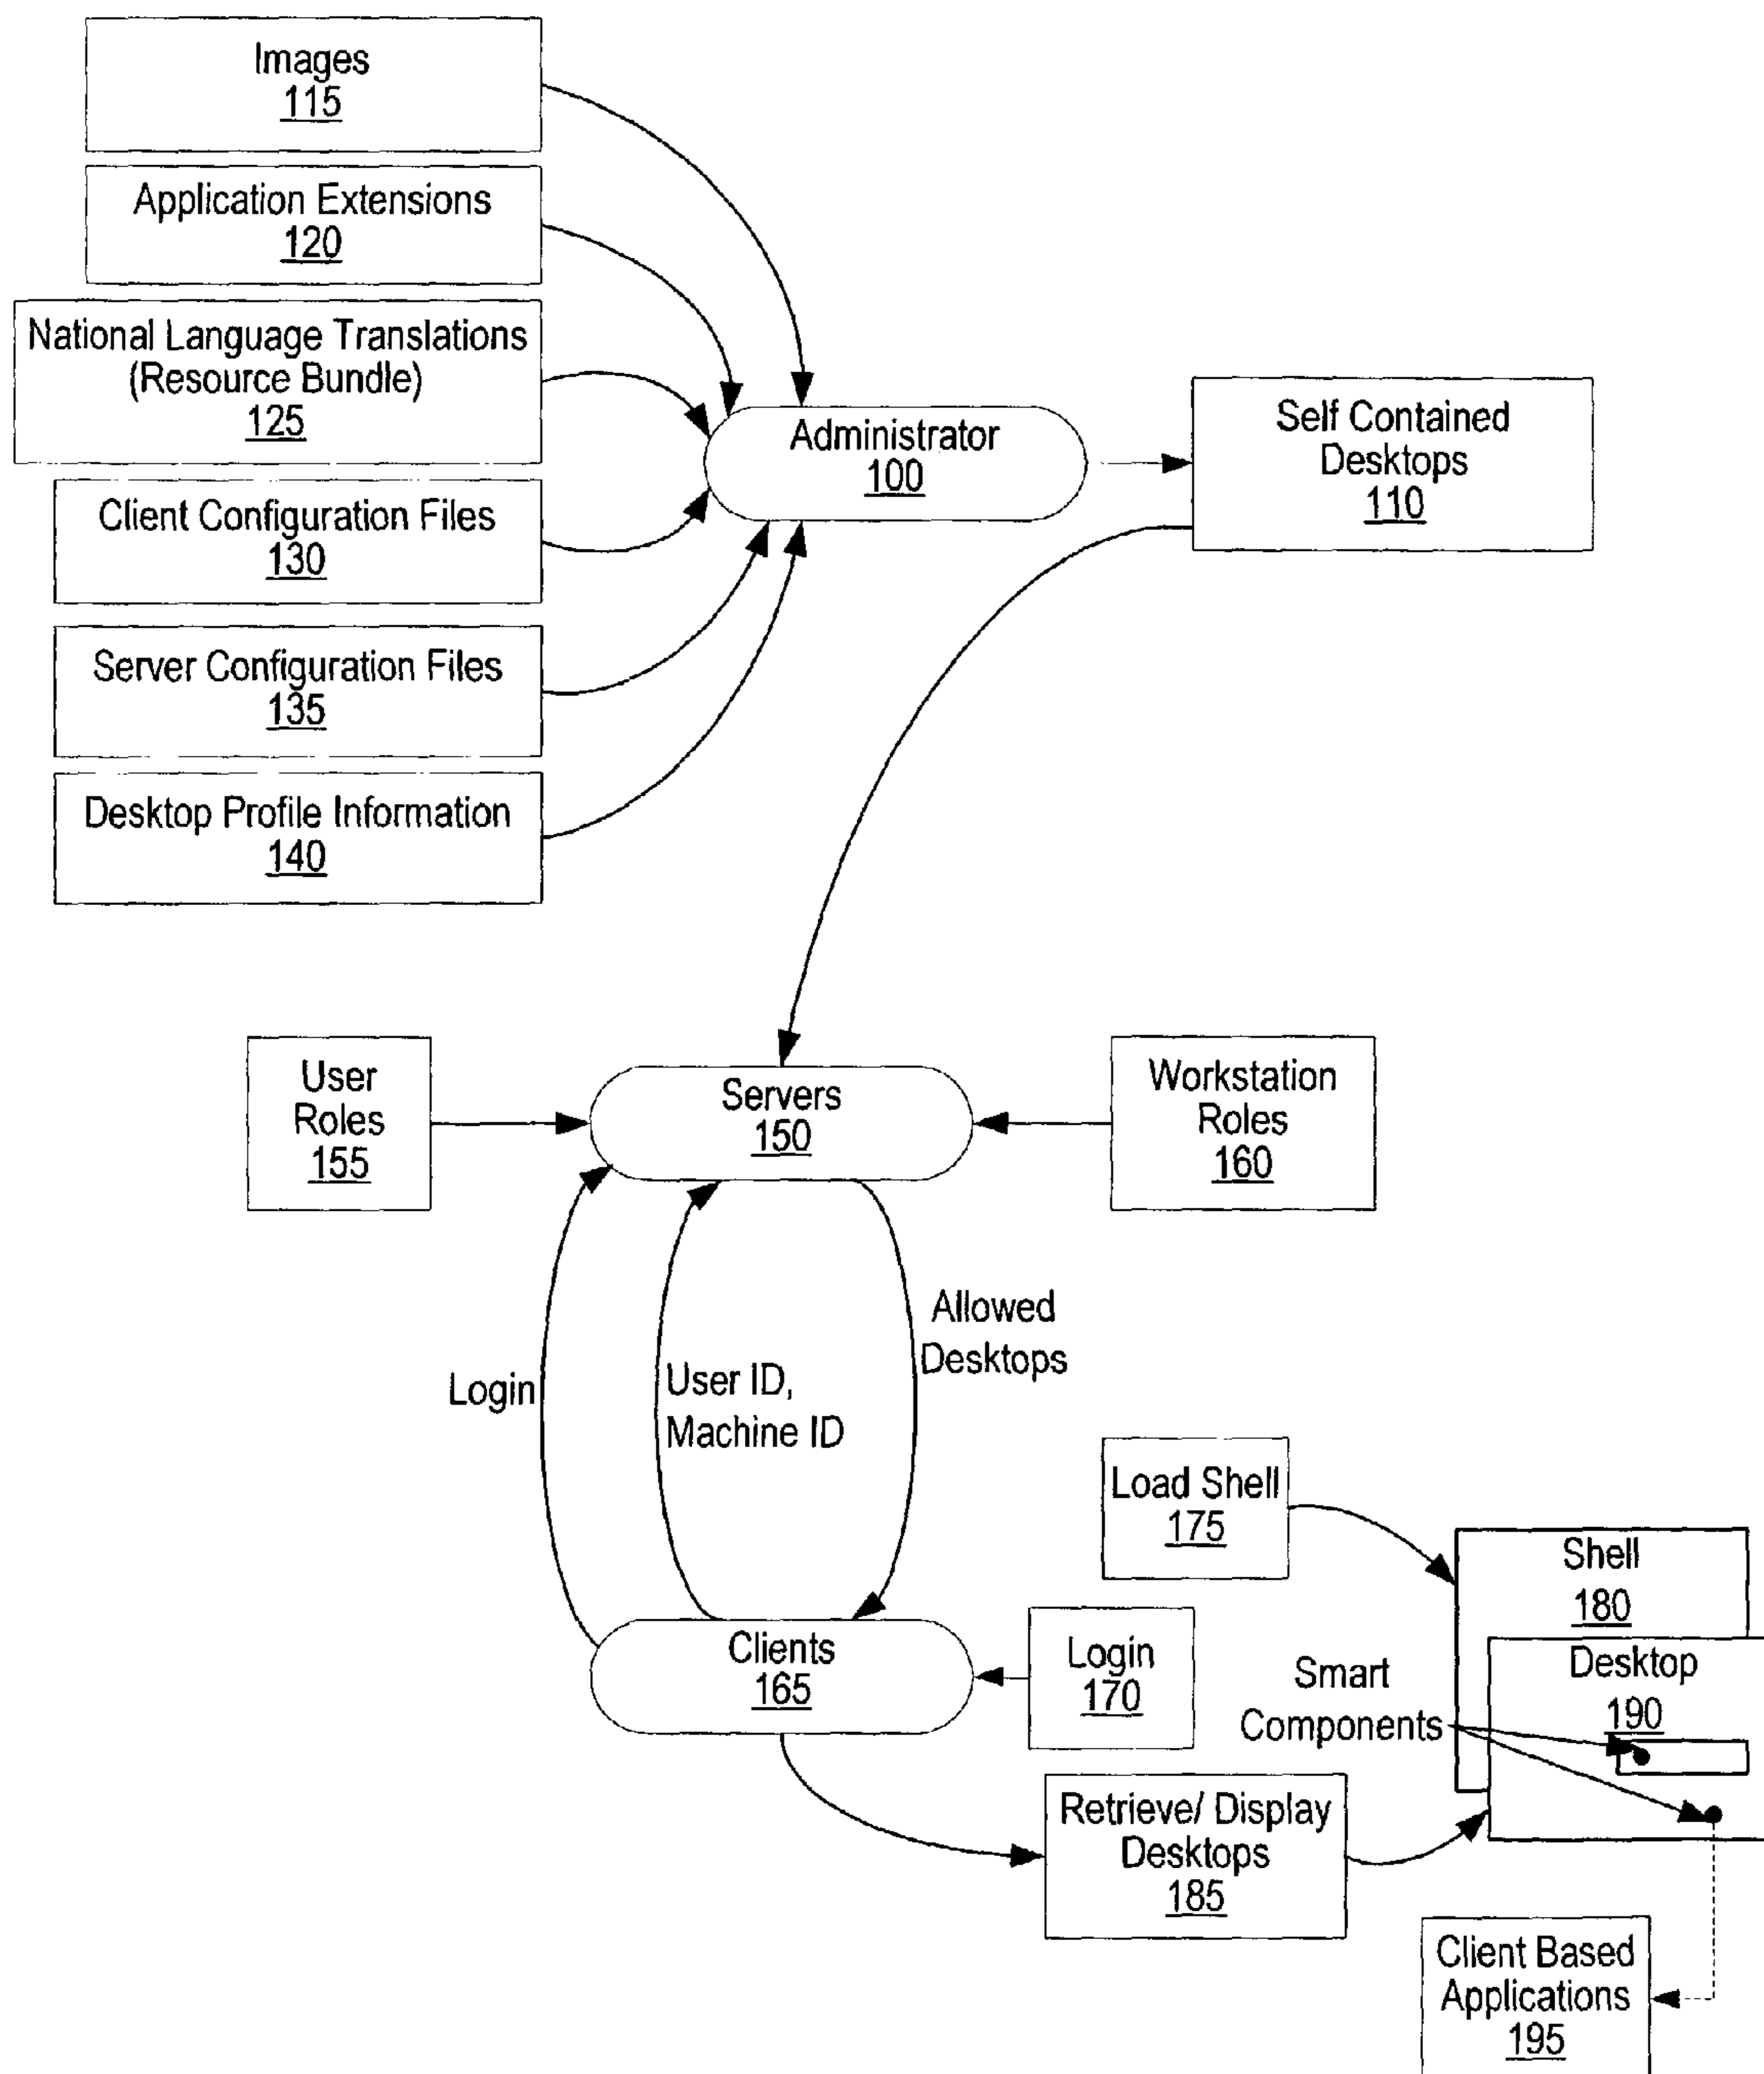 Images
115
Application Extensions
120
National Language Translations
(Resource Bundle)
125
Client Configuration Files
130
Server Configuration Files
135
Desktop Profile Information
140
Administrator
100
Self Contained
Desktops
110
User
Roles
155
Servers
150
Workstation
Roles
160
Login
User ID,
Machine ID
Allowed
Desktops
Load Shell
175
Shell
180
Clients
165
Login
170
Smart
Components
Desktop
190
Retrieve/ Display
Desktops
185
Client Based
Applications
195